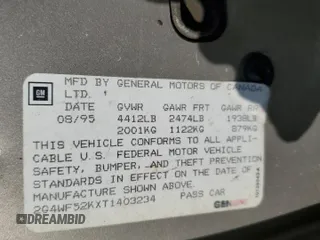 GM
MFD BY GENERAL MOTORS OF CANADA
LTD.
DATE GVWR GAWR FRT GAWR RR
08/95 4412LB 2474LB 1938LB
2001KG 1122KG 879KG
THIS VEHICLE CONFORMS TO ALL APPLI-
CABLE U.S. FEDERAL MOTOR VEHICLE
SAFETY, BUMPER, AND THEFT PREVENTION
STANDARDS IN EFFECT ON THE DATE OF
MANUFACTURE SHOWN ABOVE.
2G4WF52KXT1403234 PASS CAR
DRIVERSIDE